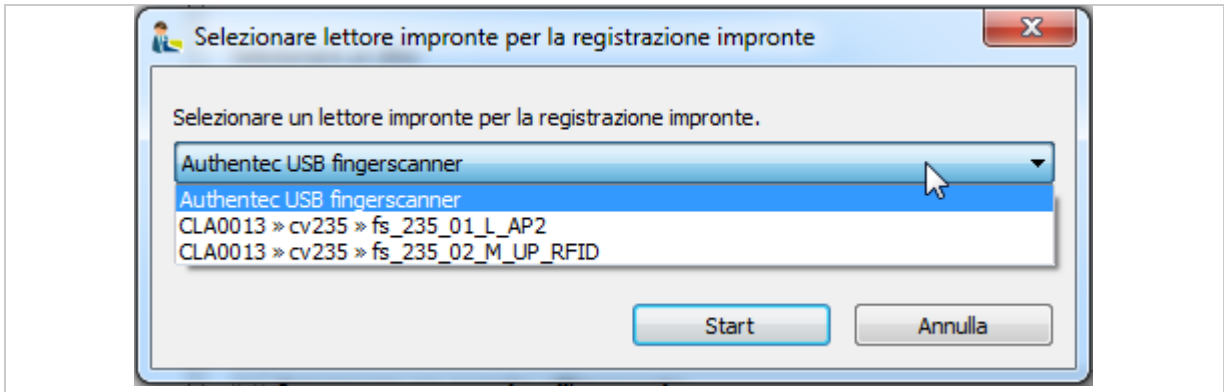 Selezionare lettore impronte per la registrazione impronte
Selezionare un lettore impronte per la registrazione impronte.
Authentec USB fingerscanner
Authentec USB fingerscanner
CLA0013 » cv235 » fs_235_01_L_AP2
CLA0013 » cv235 » fs_235_02_M_UP_RFID
Start
Annulla